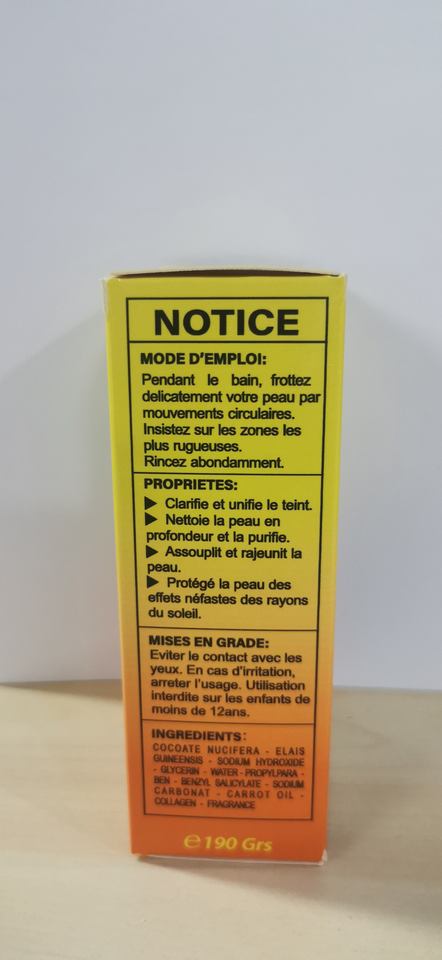 NOTICE
MODE D'EMPLOI:
Pendant le bain, frottez
delicatement votre peau par
mouvements circulaires.
Insistez sur les zones les
plus rugueuses.
Rincez abondamment.
PROPRIETES:
▶ Clarifie et unifie le teint.
▶ Nettoie la peau en
profondeur et la purifie.
▶ Assouplit et rajeunit la
peau.
▶ Protégé la peau des
effets néfastes des rayons
du soleil.
MISES EN GRADE:
Eviter le contact avec les
yeux. En cas d'irritation,
arreter l'usage. Utilisation
interdite sur les enfants de
moins de 12ans.
INGREDIENTS:
COCOATE NUCIFERA - ELAIS
GUINEENSIS - SODIUM HYDROXIDE
- GLYCERIN - WATER - PROPYLPARA -
BEN - BENZYL SALICYLATE - SODIUM
CARBONAT - CARROT OIL -
COLLAGEN - FRAGRANCE
℮ 190 Grs